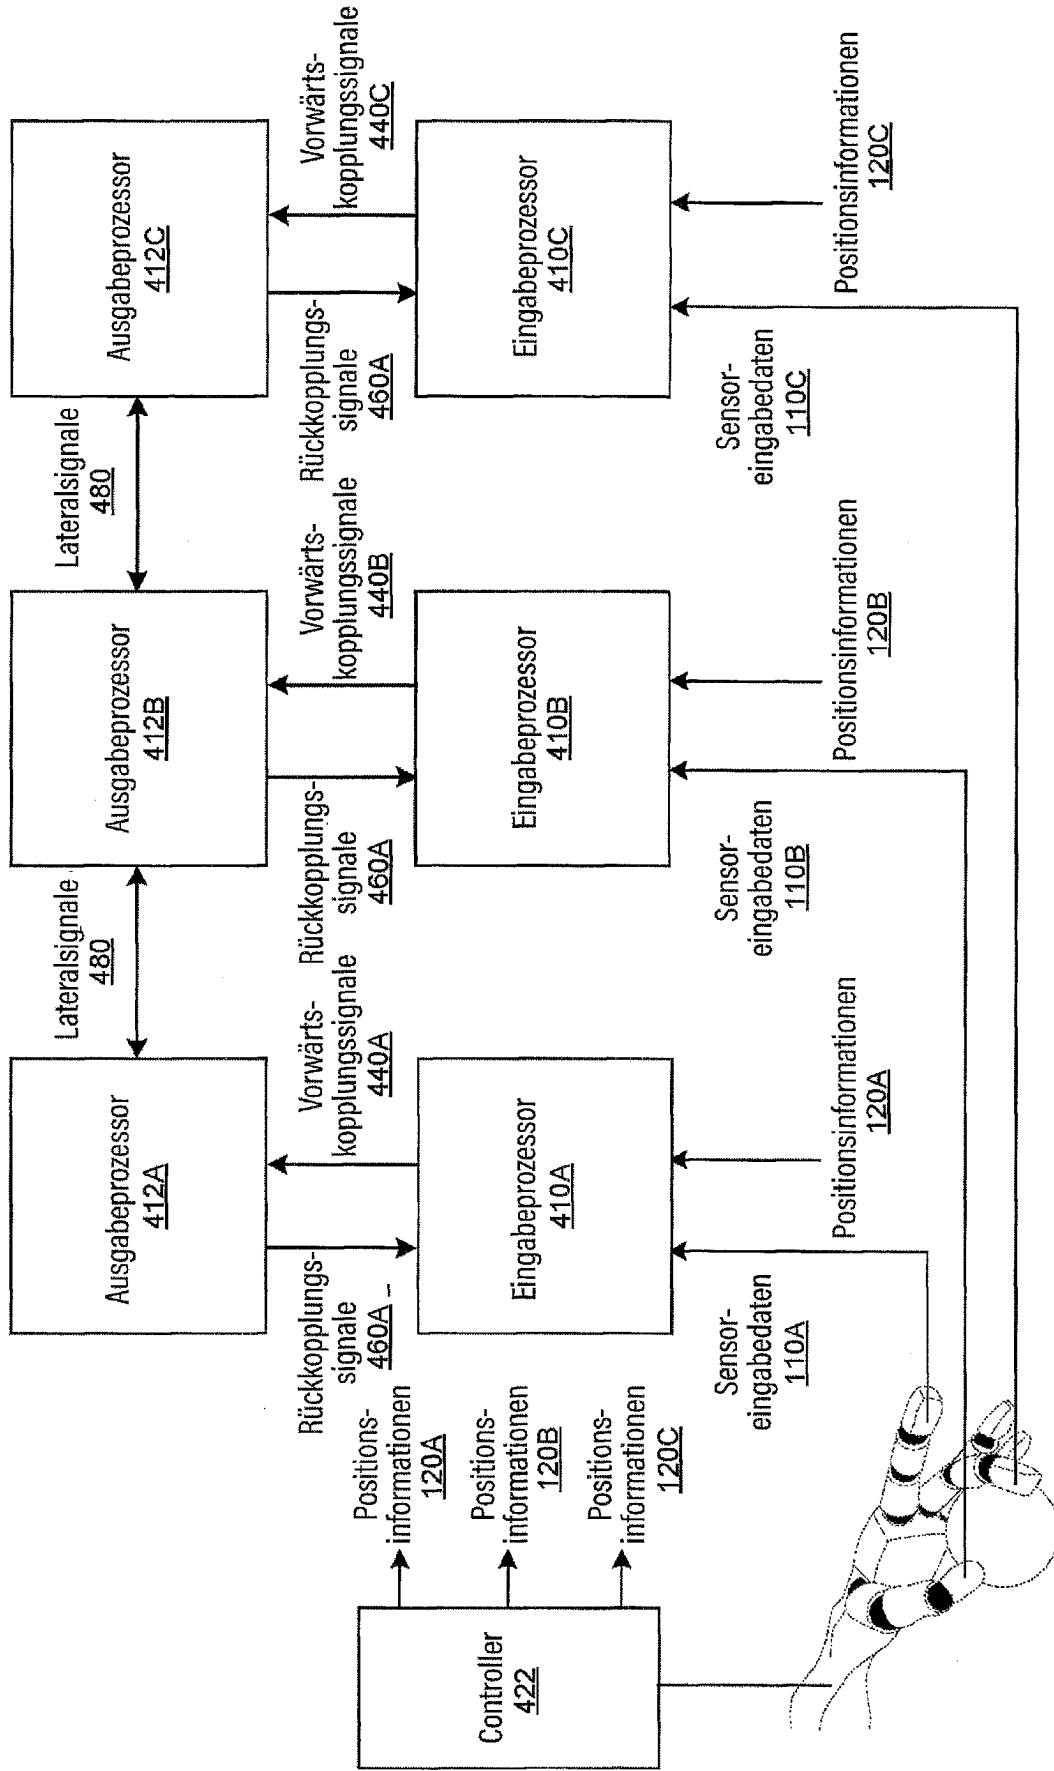 Ausgabeprozessor
412A
Lateralsignale
480
Ausgabeprozessor
412B
Lateralsignale
480
Ausgabeprozessor
412C
Rückkopplungs-
signale
460A
Vorwärts-
kopplungssignale
440A
Rückkopplungs-
signale
460A
Vorwärts-
kopplungssignale
440B
Rückkopplungs-
signale
460A
Vorwärts-
kopplungssignale
440C
Controller
422
Positions-
informationen
120A
Positions-
informationen
120B
Positions-
informationen
120C
Eingabeprozessor
410A
Eingabeprozessor
410B
Eingabeprozessor
410C
Sensor-
eingabedaten
110A
Positionsinformationen
120A
Sensor-
eingabedaten
110B
Positionsinformationen
120B
Sensor-
eingabedaten
110C
Positionsinformationen
120C